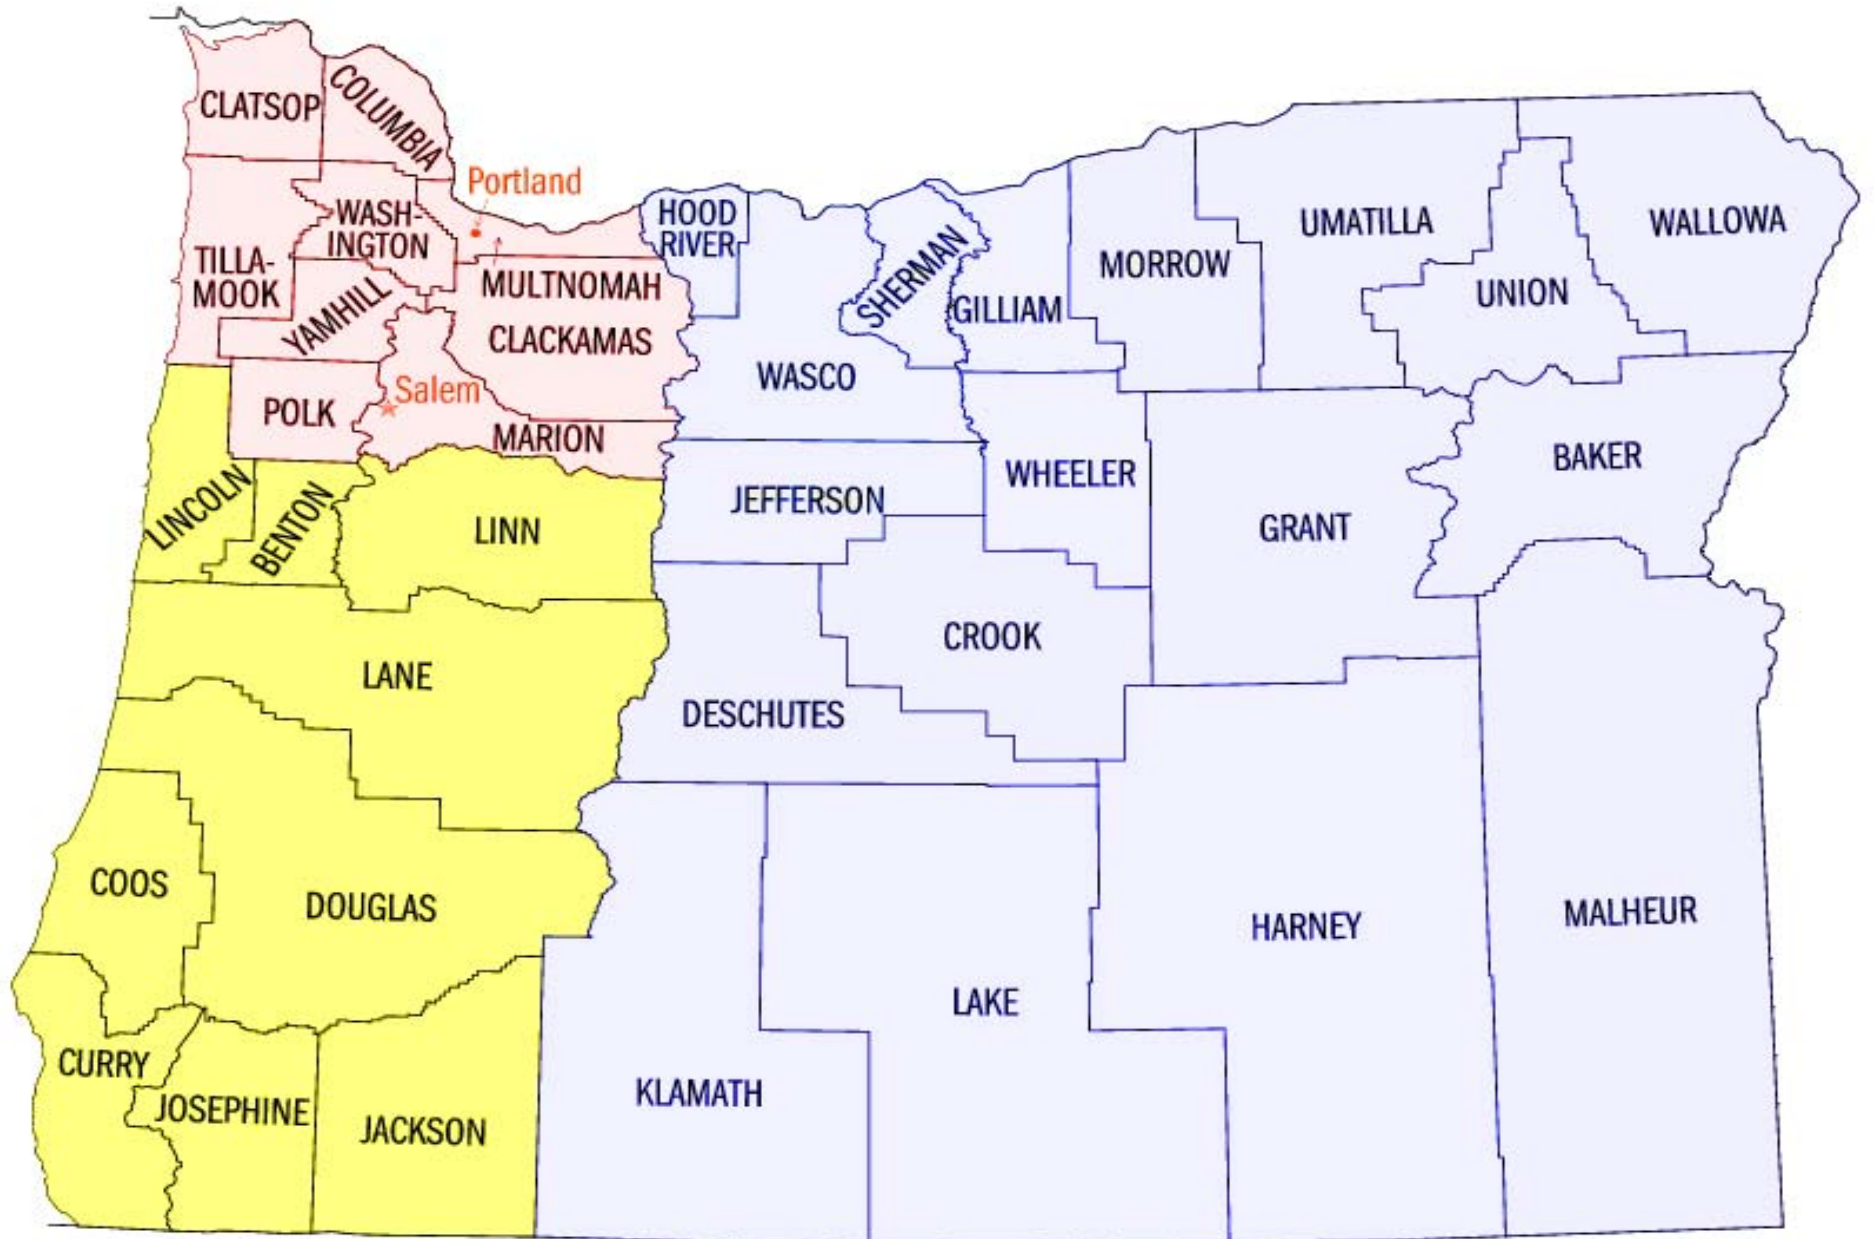 CLATSOP
COLUMBIA
Portland
WASH-
INGTON
TILLA-
MOOK
MULTNOMAH
YAMHILL
CLACKAMAS
HOOD
RIVER
SHERMAN
GILLIAM
MORROW
UMATILLA
WALLOWA
UNION
WASCO
POLK
Salem
MARION
LINCOLN
BENTON
LINN
JEFFERSON
WHEELER
GRANT
BAKER
LANE
CROOK
DESCHUTES
COOS
DOUGLAS
HARNEY
MALHEUR
LAKE
CURRY
JOSEPHINE
JACKSON
KLAMATH